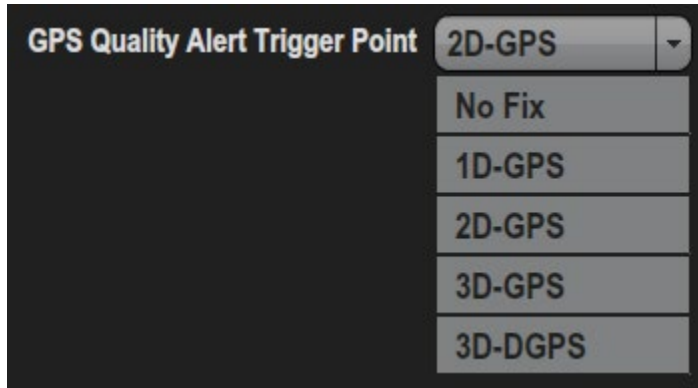 GPS Quality Alert Trigger Point 2D-GPS
No Fix
1D-GPS
2D-GPS
3D-GPS
3D-DGPS